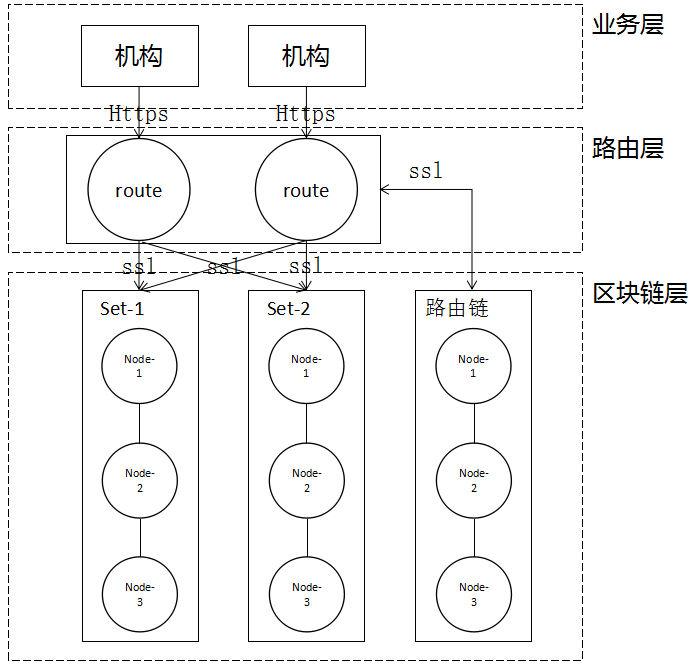 业务层
机构
机构
Https
Https
路由层
route
route
ssl
ssl
ssl
ssl
区块链层
Set-1
Set-2
路由链
Node-
1
Node-
1
Node-
1
Node-
2
Node-
2
Node-
2
Node-
3
Node-
3
Node-
3